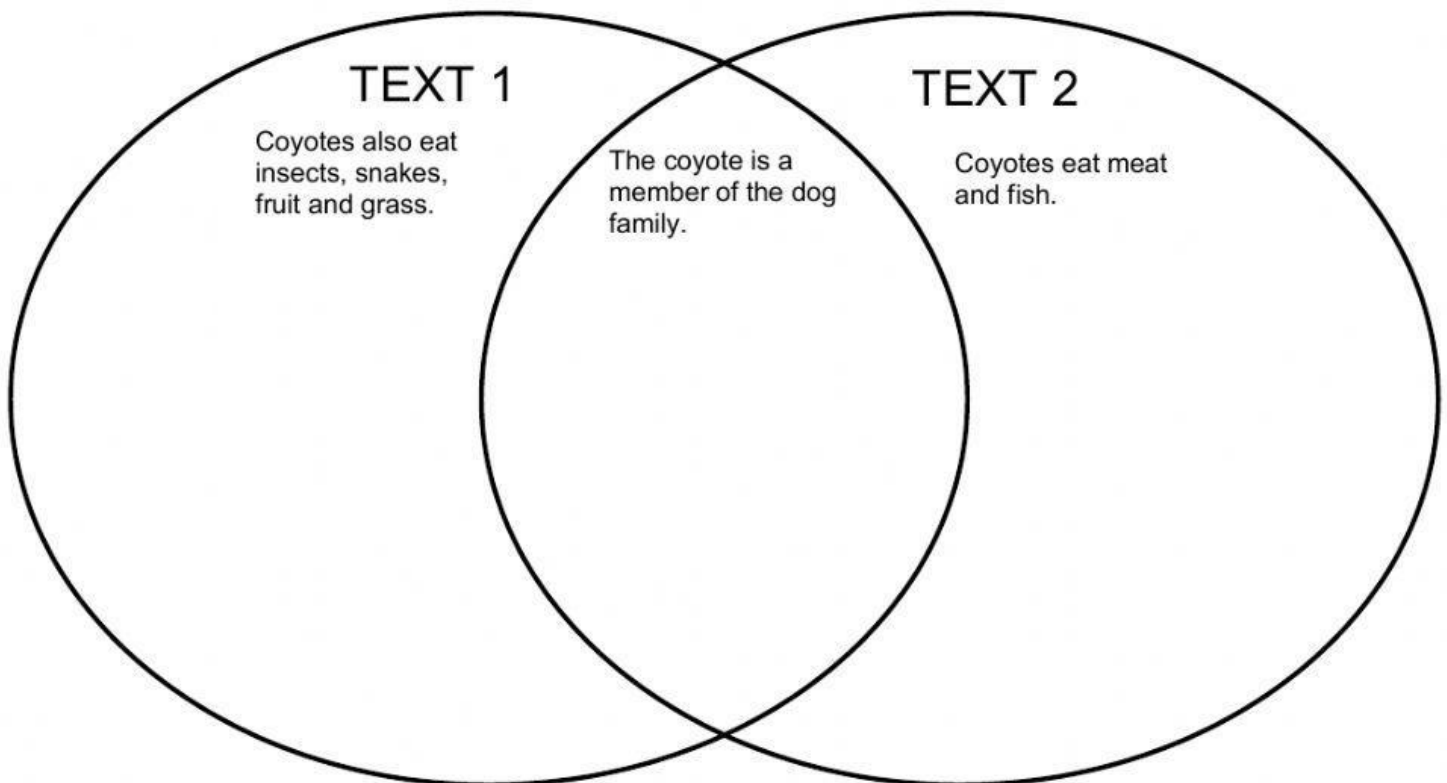 TEXT 1
Coyotes also eat
insects, snakes,
fruit and grass.
The coyote is a
member of the dog
family.
TEXT 2
Coyotes eat meat
and fish.